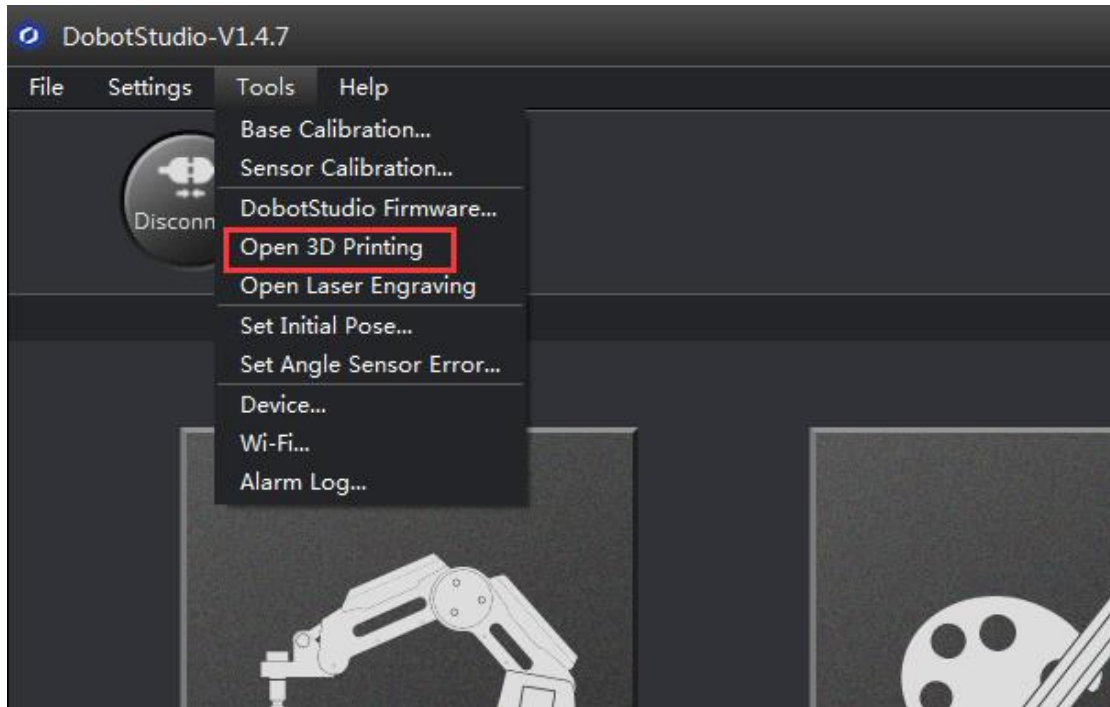 DobotStudio-V1.4.7
File Settings Tools Help
Base Calibration...
Sensor Calibration...
DobotStudio Firmware...
Open 3D Printing
Open Laser Engraving
Set Initial Pose...
Set Angle Sensor Error...
Device...
Wi-Fi...
Alarm Log...
Disconn